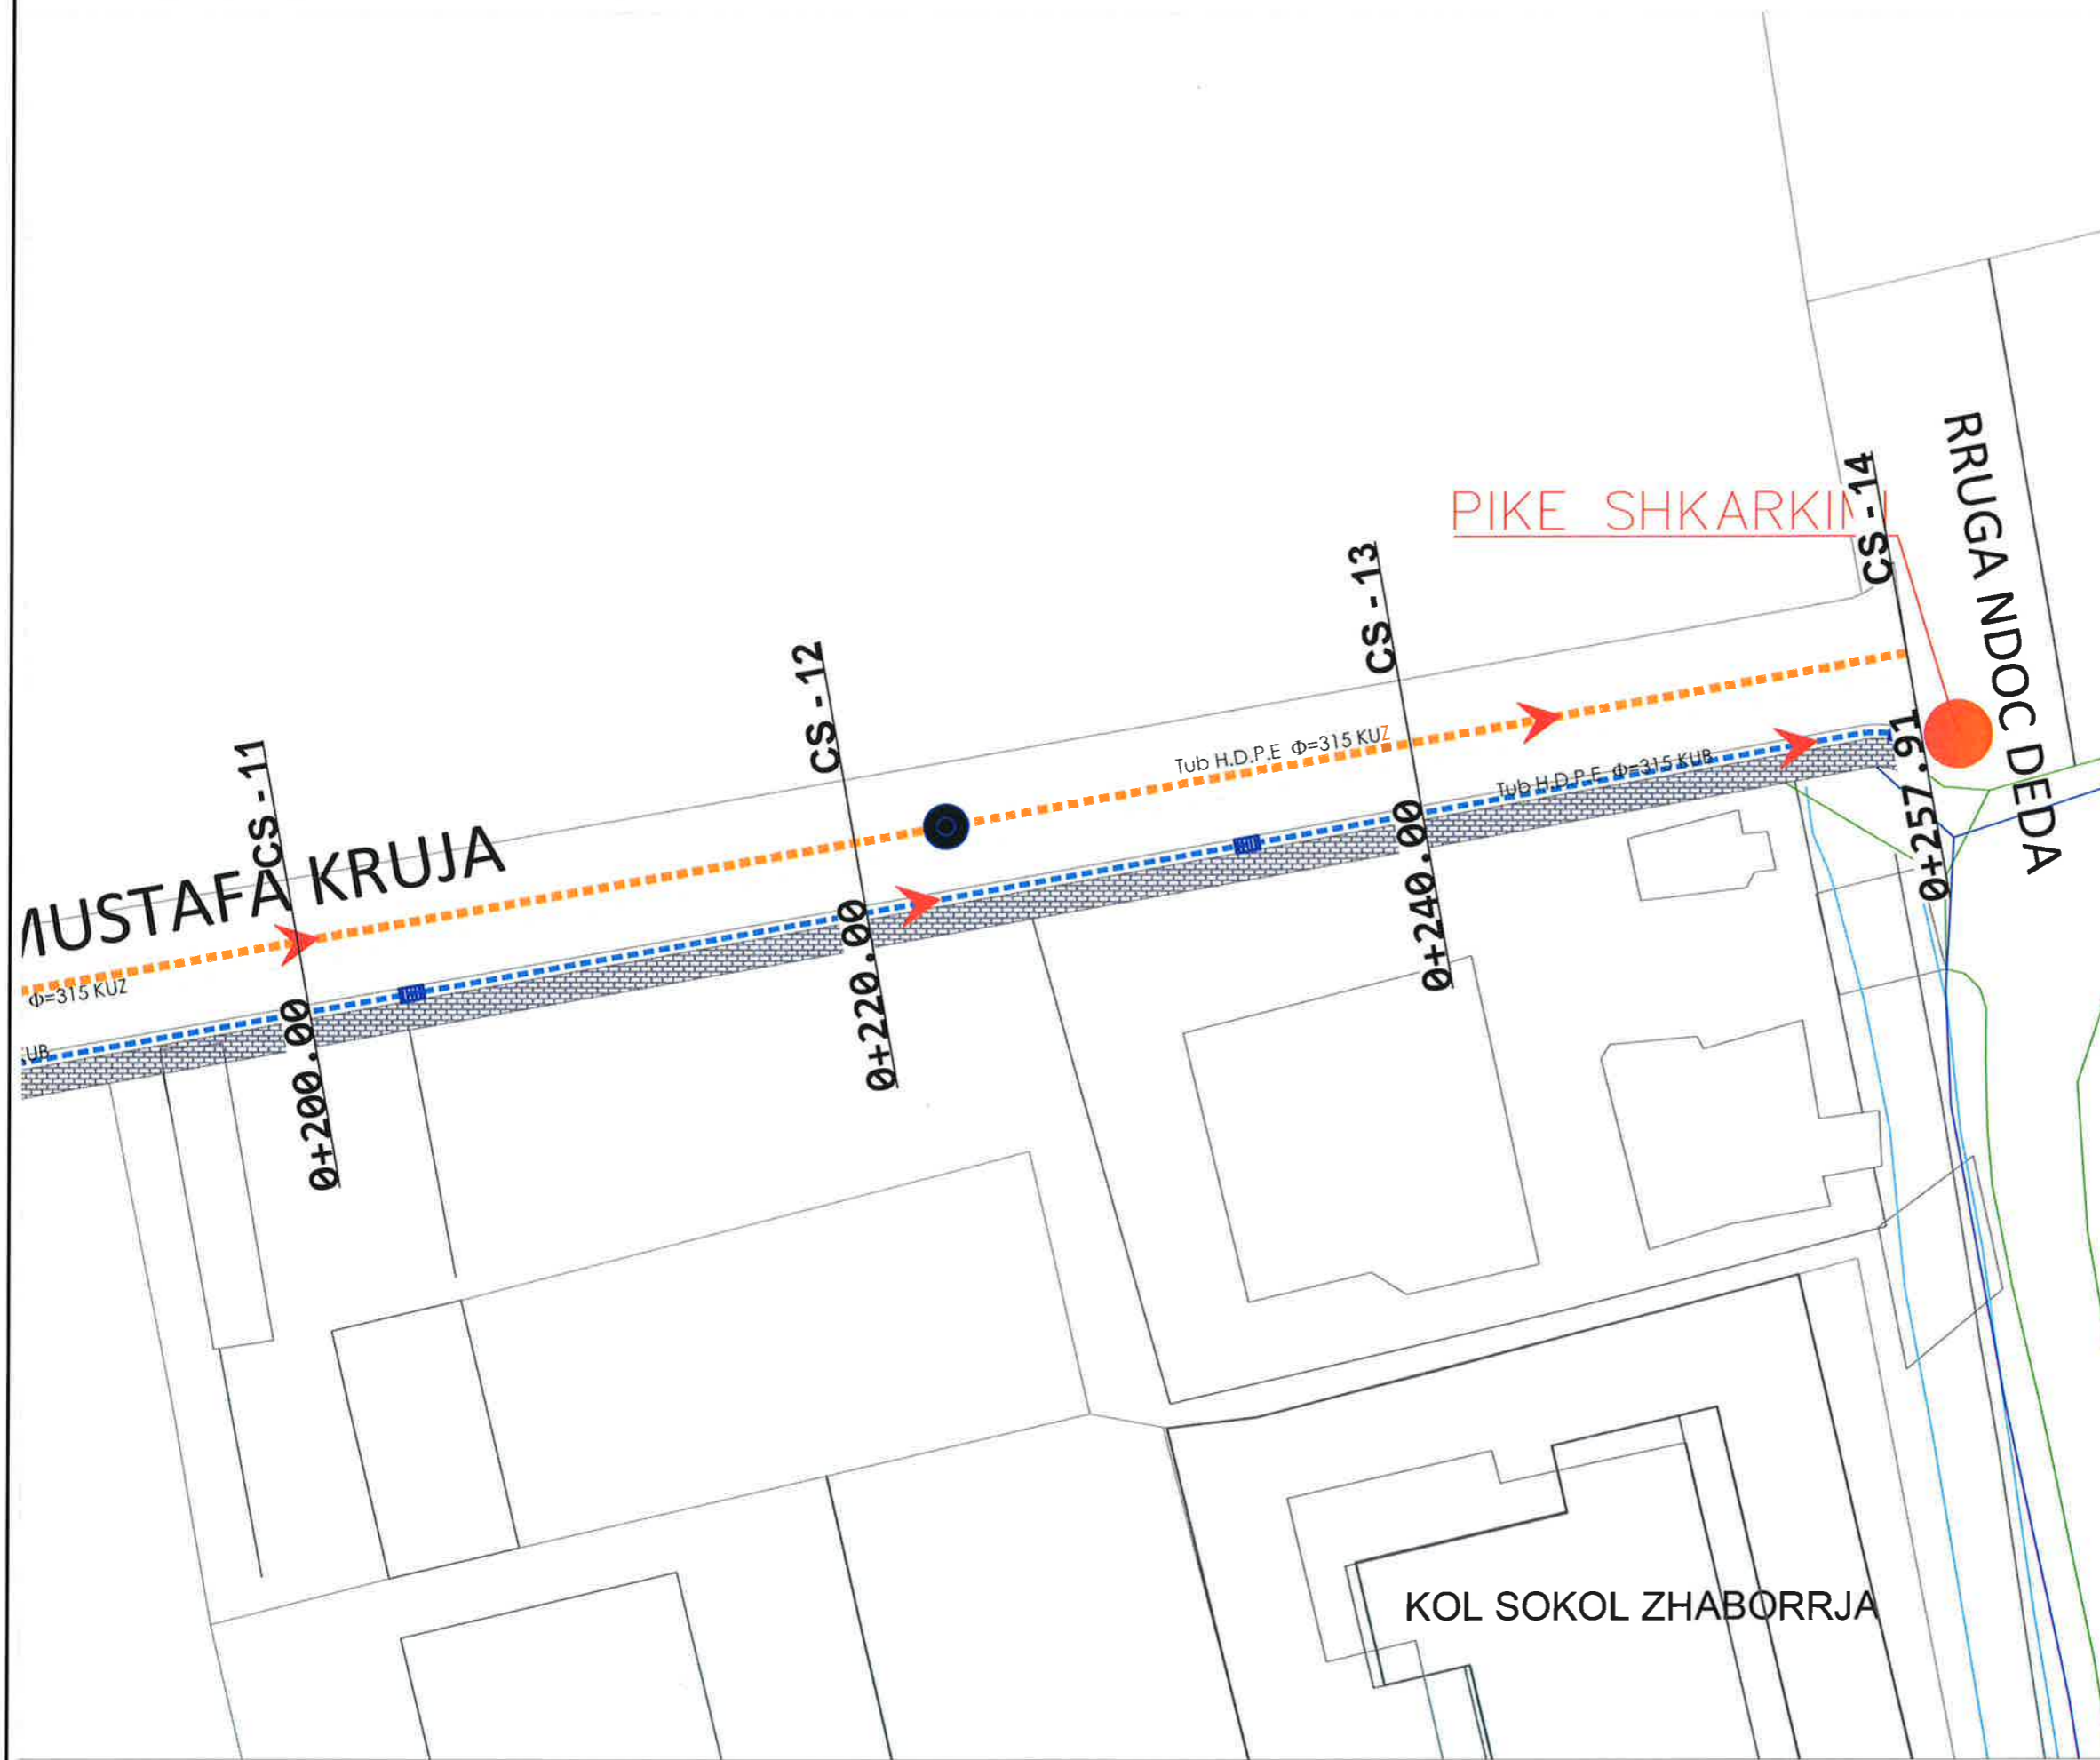 PIKE SHKARKIM
CS-14
RRUGA NDOC DEDA
CS-13
CS-12
CS-11
MUSTAFA KRUJA
Tub H.D.P.E Φ=315 KUZ
Tub H.D.P.E Φ=315 KUB
Φ=315 KUZ
KUB
0+200.00
0+220.00
0+240.00
0+257.91
KOL SOKOL ZHABORRJA